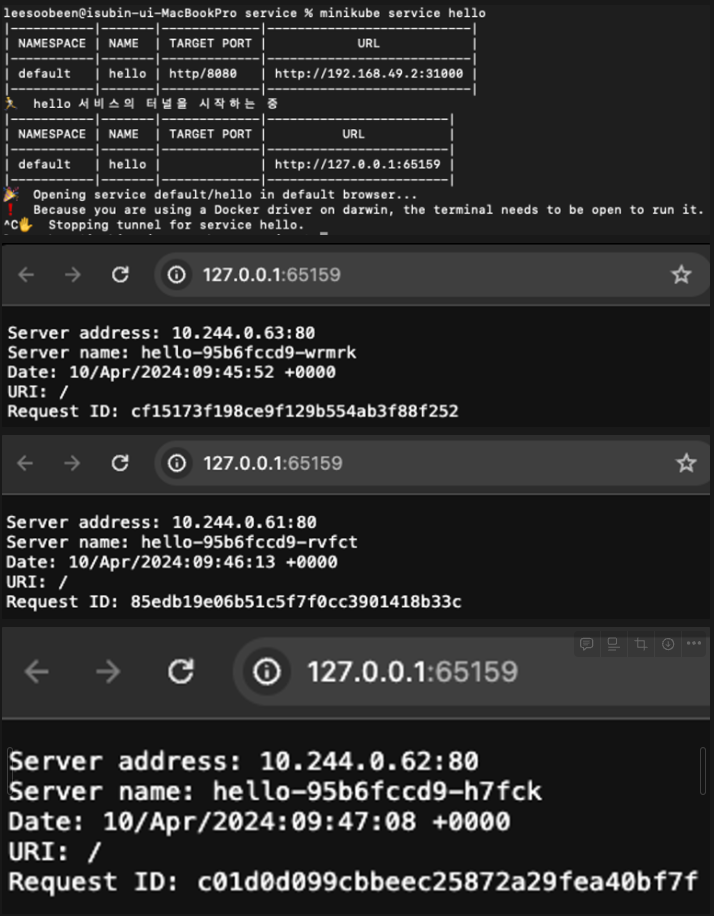 leesoobeen@isubin-ui-MacBookPro service % minikube service hello
|-----------|-------|-------------|---------------------------|
| NAMESPACE | NAME | TARGET PORT | URL |
|-----------|-------|-------------|---------------------------|
| default | hello | http/8080 | http://192.168.49.2:31000 |
|-----------|-------|-------------|---------------------------|
🏃 hello 서비스의 터널을 시작하는 중
|-----------|-------|-------------|------------------------|
| NAMESPACE | NAME | TARGET PORT | URL |
|-----------|-------|-------------|------------------------|
| default | hello | | http://127.0.0.1:65159 |
|-----------|-------|-------------|------------------------|
🎉 Opening service default/hello in default browser...
❗ Because you are using a Docker driver on darwin, the terminal needs to be open to run it.
^C✋ Stopping tunnel for service hello.
127.0.0.1:65159
Server address: 10.244.0.63:80
Server name: hello-95b6fccd9-wrmrk
Date: 10/Apr/2024:09:45:52 +0000
URI: /
Request ID: cf15173f198ce9f129b554ab3f88f252
127.0.0.1:65159
Server address: 10.244.0.61:80
Server name: hello-95b6fccd9-rvfct
Date: 10/Apr/2024:09:46:13 +0000
URI: /
Request ID: 85edb19e06b51c5f7f0cc3901418b33c
127.0.0.1:65159
Server address: 10.244.0.62:80
Server name: hello-95b6fccd9-h7fck
Date: 10/Apr/2024:09:47:08 +0000
URI: /
Request ID: c01d0d099cbbeec25872a29fea40bf7f